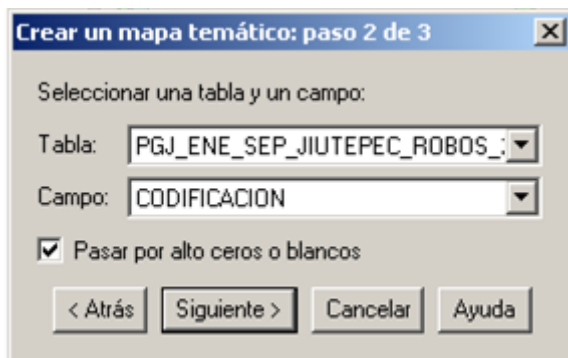 Crear un mapa temático: paso 2 de 3
Seleccionar una tabla y un campo:
Tabla: PGJ_ENE_SEP_JIUTEPEC_ROBOS_
Campo: CODIFICACION
Pasar por alto ceros o blancos
< Atrás Siguiente > Cancelar Ayuda